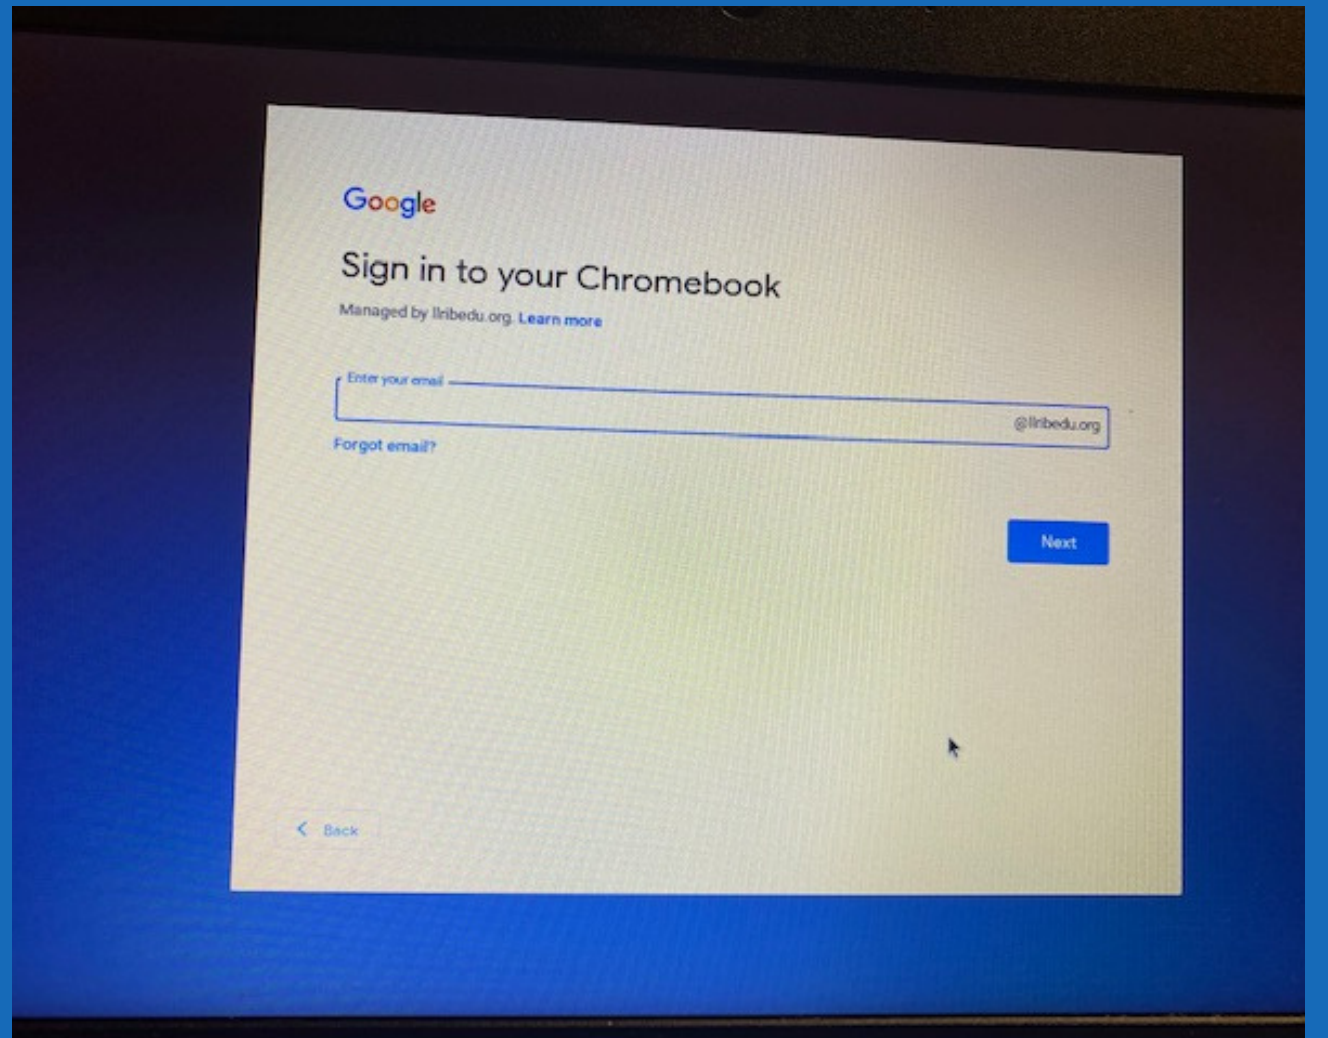 Google
Sign in to your Chromebook
Managed by llribedu.org. Learn more
Enter your email
@llribedu.org
Forgot email?
Next
Back